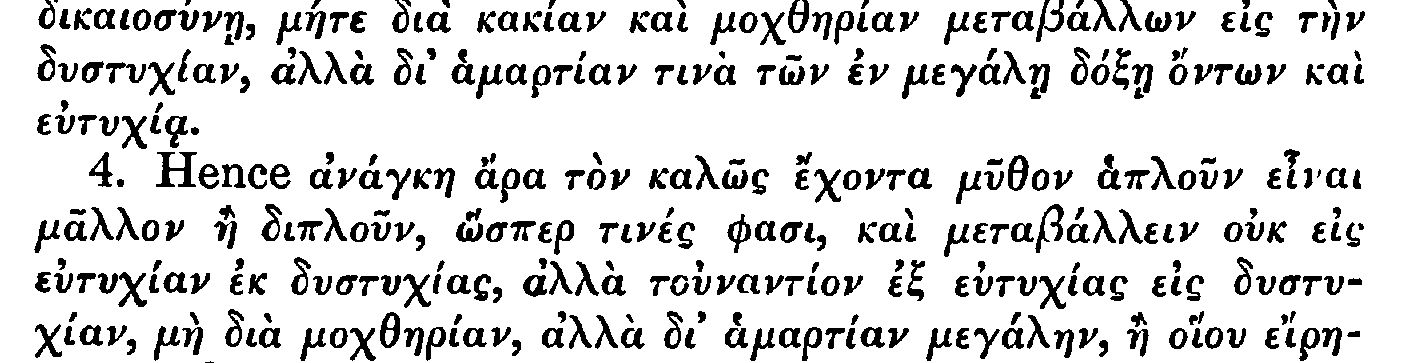 δικαιοσύνῃ, μήτε διὰ κακίαν καὶ μοχθηρίαν μεταβάλλων εἰς τὴν
δυστυχίαν, ἀλλὰ δι᾽ ἁμαρτίαν τινὰ τῶν ἐν μεγάλῃ δόξῃ ὄντων καὶ
εὐτυχίᾳ.
4. Hence ἀνάγκη ἄρα τὸν καλῶς ἔχοντα μῦθον ἁπλοῦν εἶναι
μᾶλλον ἢ διπλοῦν, ὥσπερ τινές φασι, καὶ μεταβάλλειν οὐκ εἰς
εὐτυχίαν ἐκ δυστυχίας, ἀλλὰ τοὐναντίον ἐξ εὐτυχίας εἰς δυστυ-
χίαν, μὴ διὰ μοχθηρίαν, ἀλλὰ δι᾽ ἁμαρτίαν μεγάλην, ἢ οἵου εἴρη-